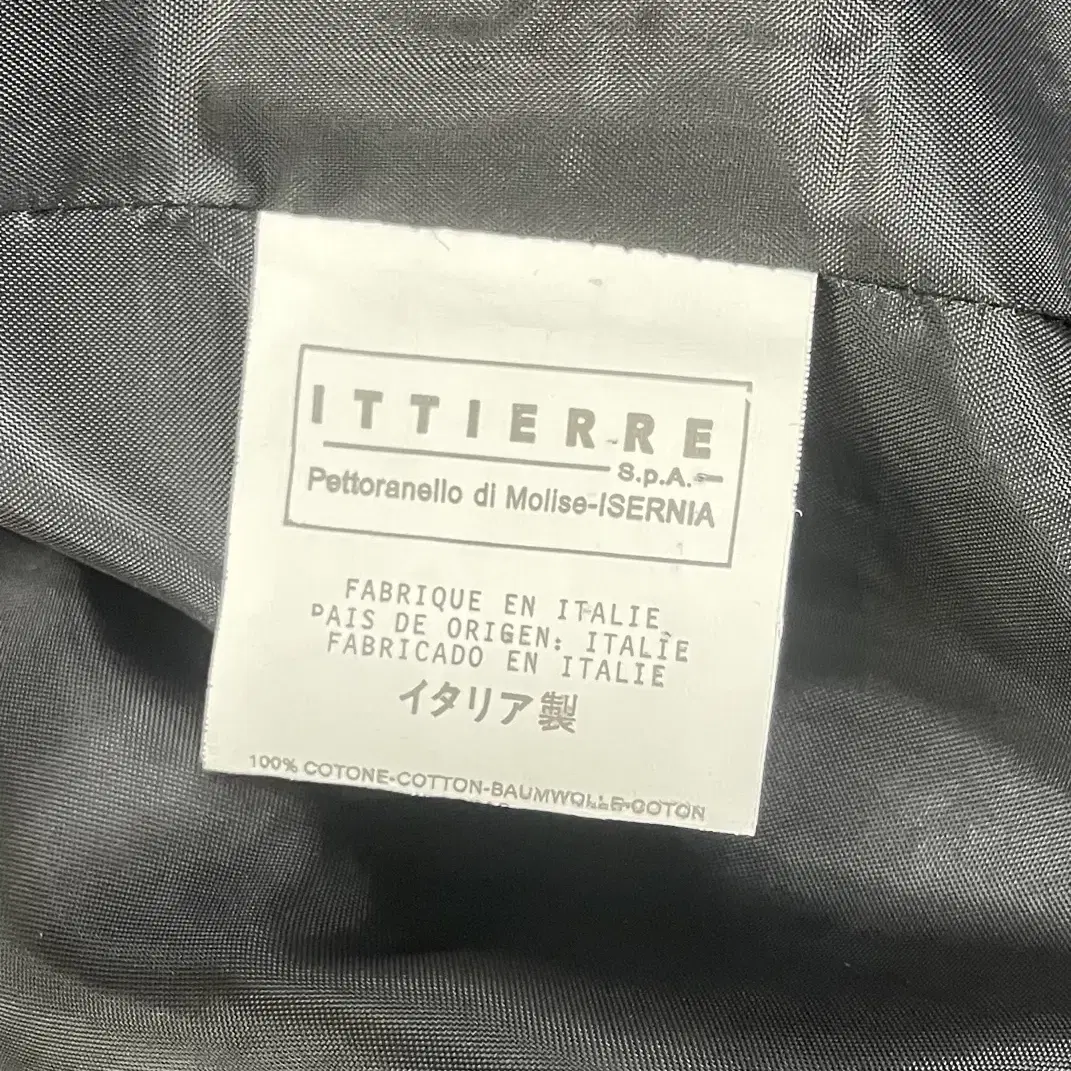 ITTIERRE
S.p.A.
Pettoranello di Molise-ISERNIA
FABRIQUE EN ITALIE
PAIS DE ORIGEN: ITALIE
FABRICADO EN ITALIE
イタリア製
100% COTONE-COTTON-BAUMWOLLE-COTON